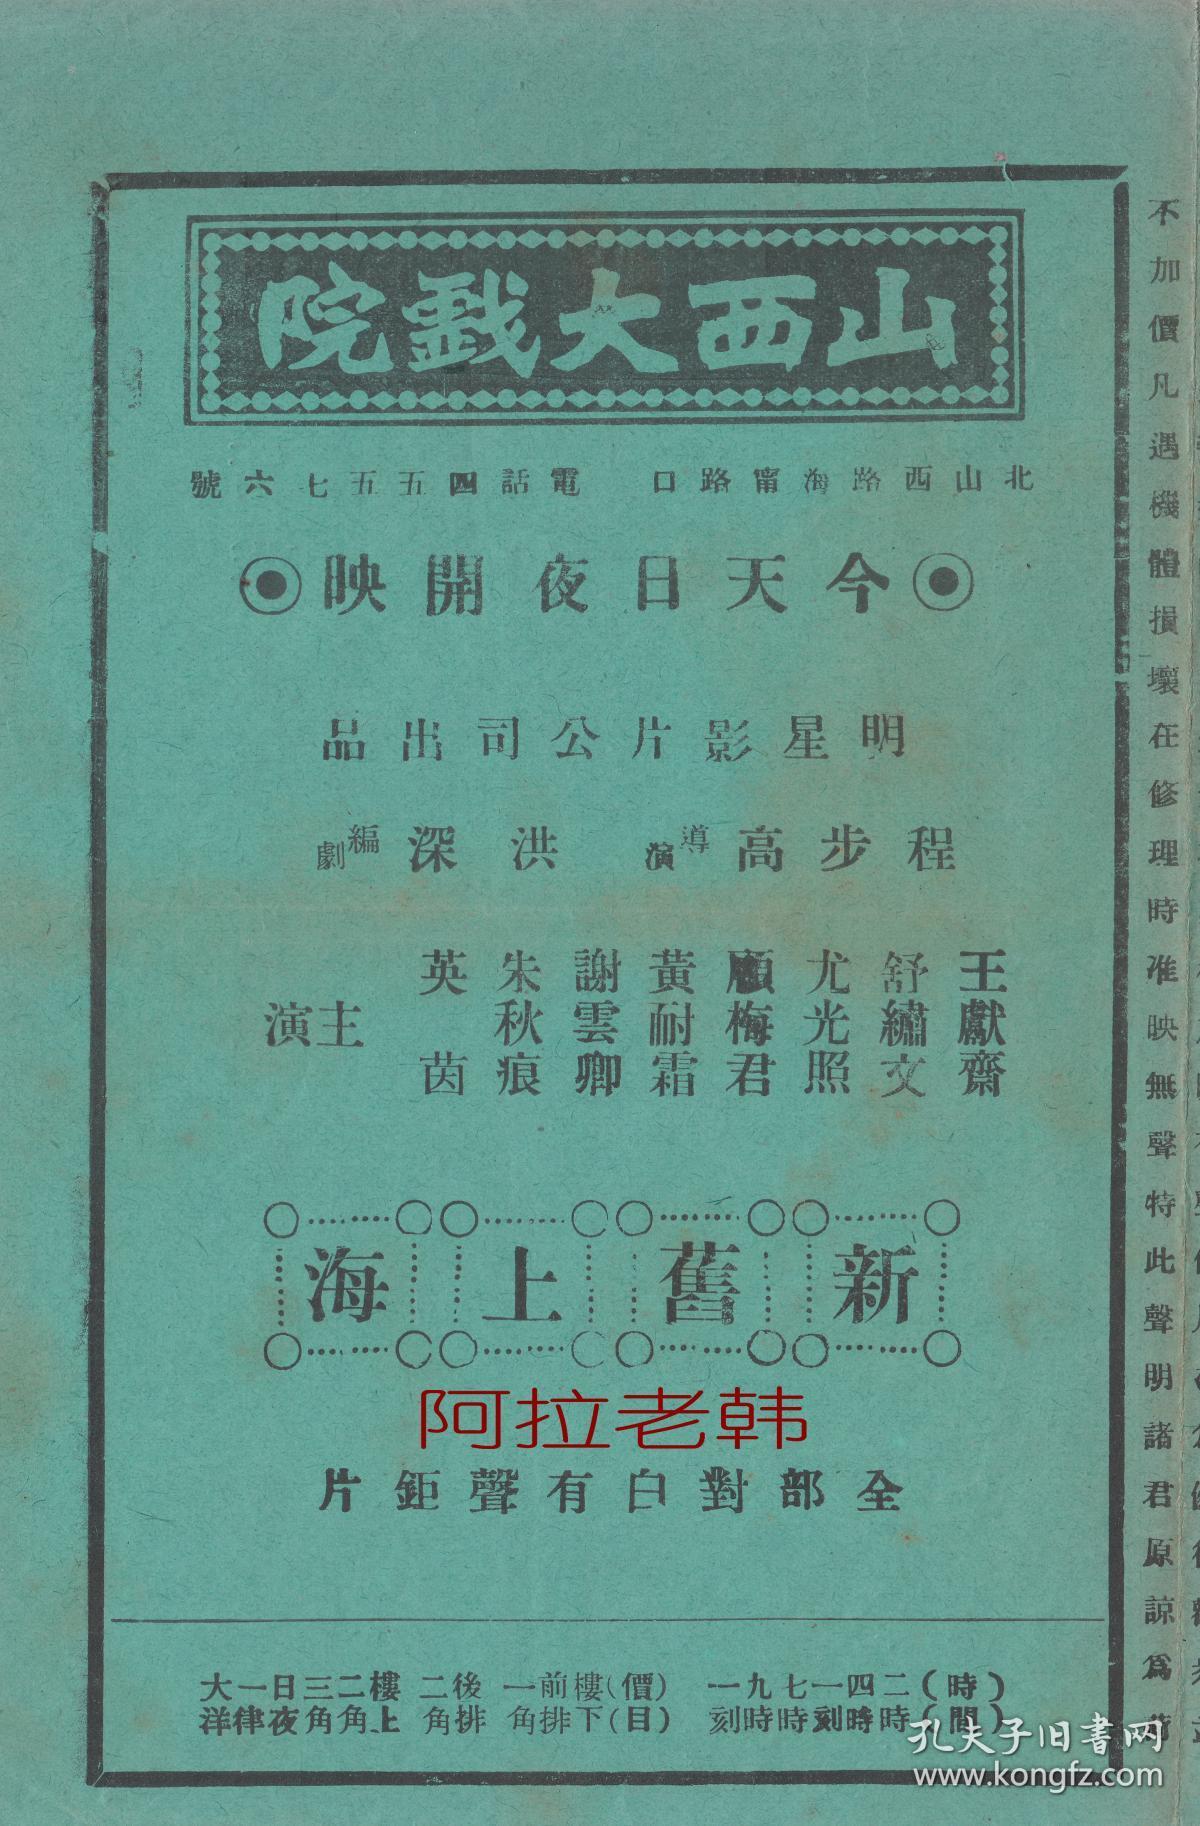 山西大戲院
北山西路海甯路口 電話四五五七六號
今天日夜開映
明星影片公司出品
程步高導演 洪深編劇
王獻齋
舒繡文
尤光照
顧梅君
黃耐霜
謝雲卿
朱秋痕
英茵
主演
新舊上海
阿拉老韩
全部對白有聲鉅片
(時間) 二時 四時一刻 七時 九時一刻
(價目) 樓下前排一角 後排二角 樓上二角三角日夜一律大洋
不加價凡遇機體損壞在修理時准映無聲特此聲明諸君原諒爲荷
孔夫子旧书网
www.kongfz.com